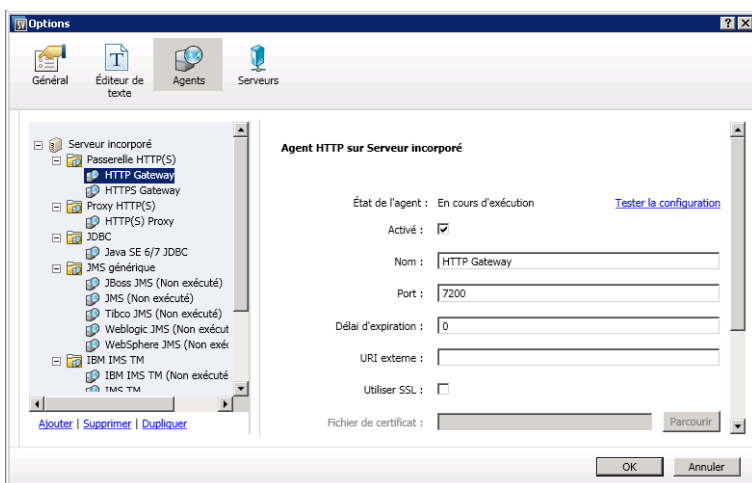 SV Options
Général
Éditeur de texte
Agents
Serveurs
Serveur incorporé
Passerelle HTTP(S)
HTTP Gateway
HTTPS Gateway
Proxy HTTP(S)
HTTP(S) Proxy
JDBC
Java SE 6/7 JDBC
JMS générique
JBoss JMS (Non exécuté)
JMS (Non exécuté)
Tibco JMS (Non exécuté)
Weblogic JMS (Non exécut
WebSphere JMS (Non exé
IBM IMS TM
IBM IMS TM (Non exécuté
IMS TM
Ajouter | Supprimer | Dupliquer
Agent HTTP sur Serveur incorporé
État de l'agent : En cours d'exécution Tester la configuration
Activé :
Nom : HTTP Gateway
Port : 7200
Délai d'expiration : 0
URI externe :
Utiliser SSL :
Fichier de certificat : Parcourir
OK Annuler